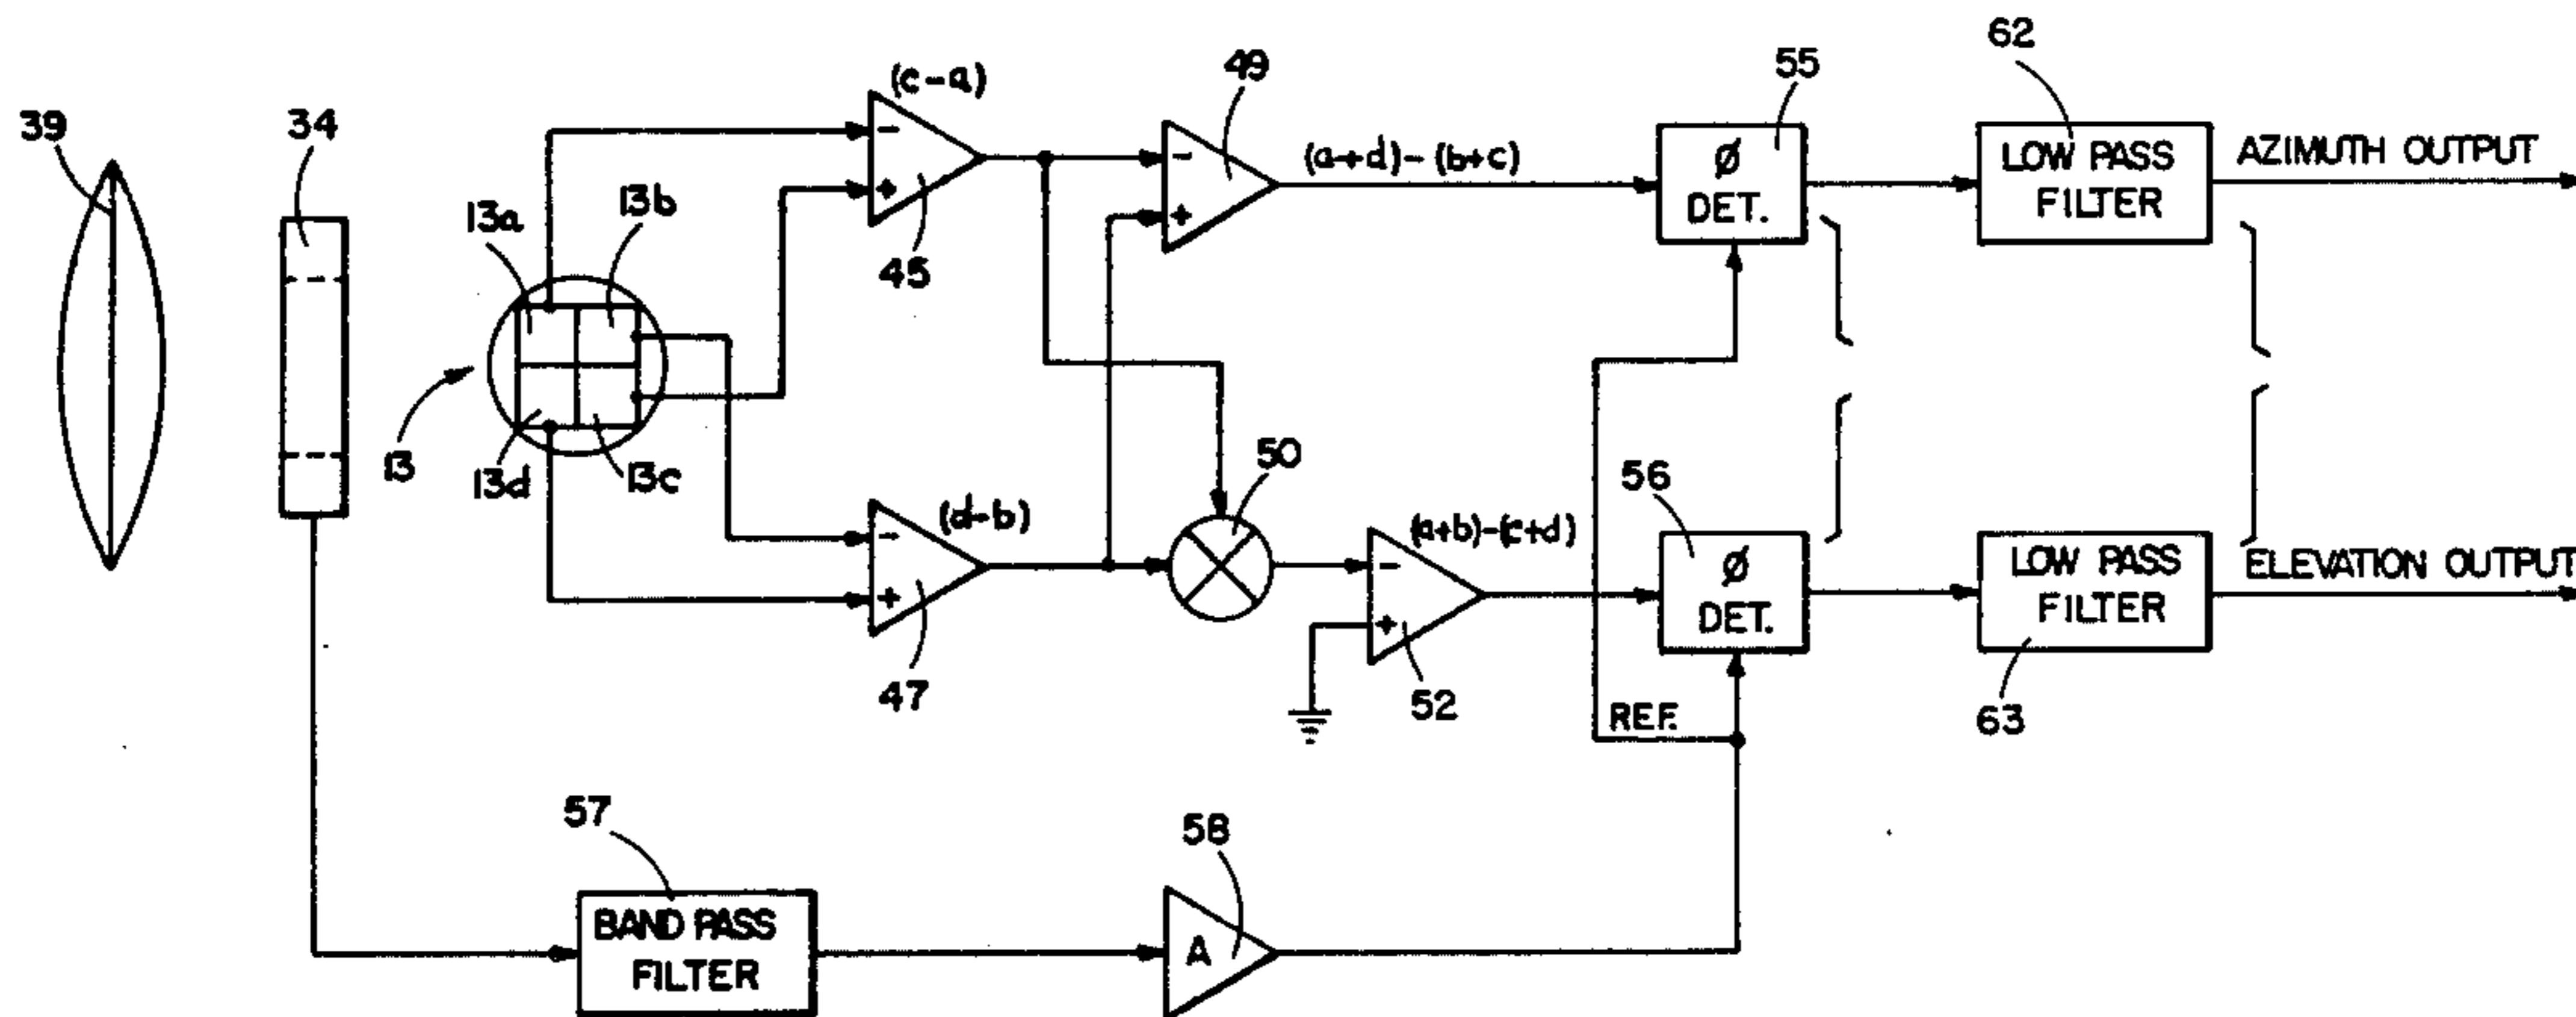 39
34
13a
13b
13
13d
13c
(c-a)
-
+
45
(d-b)
-
+
47
49
-
+
(a+d)-(b+c)
50
-
+
52
(a+b)-(c+d)
55
Ø
DET.
56
Ø
DET.
REF.
62
LOW PASS
FILTER
AZIMUTH OUTPUT
LOW PASS
FILTER
63
ELEVATION OUTPUT
57
BAND PASS
FILTER
58
A